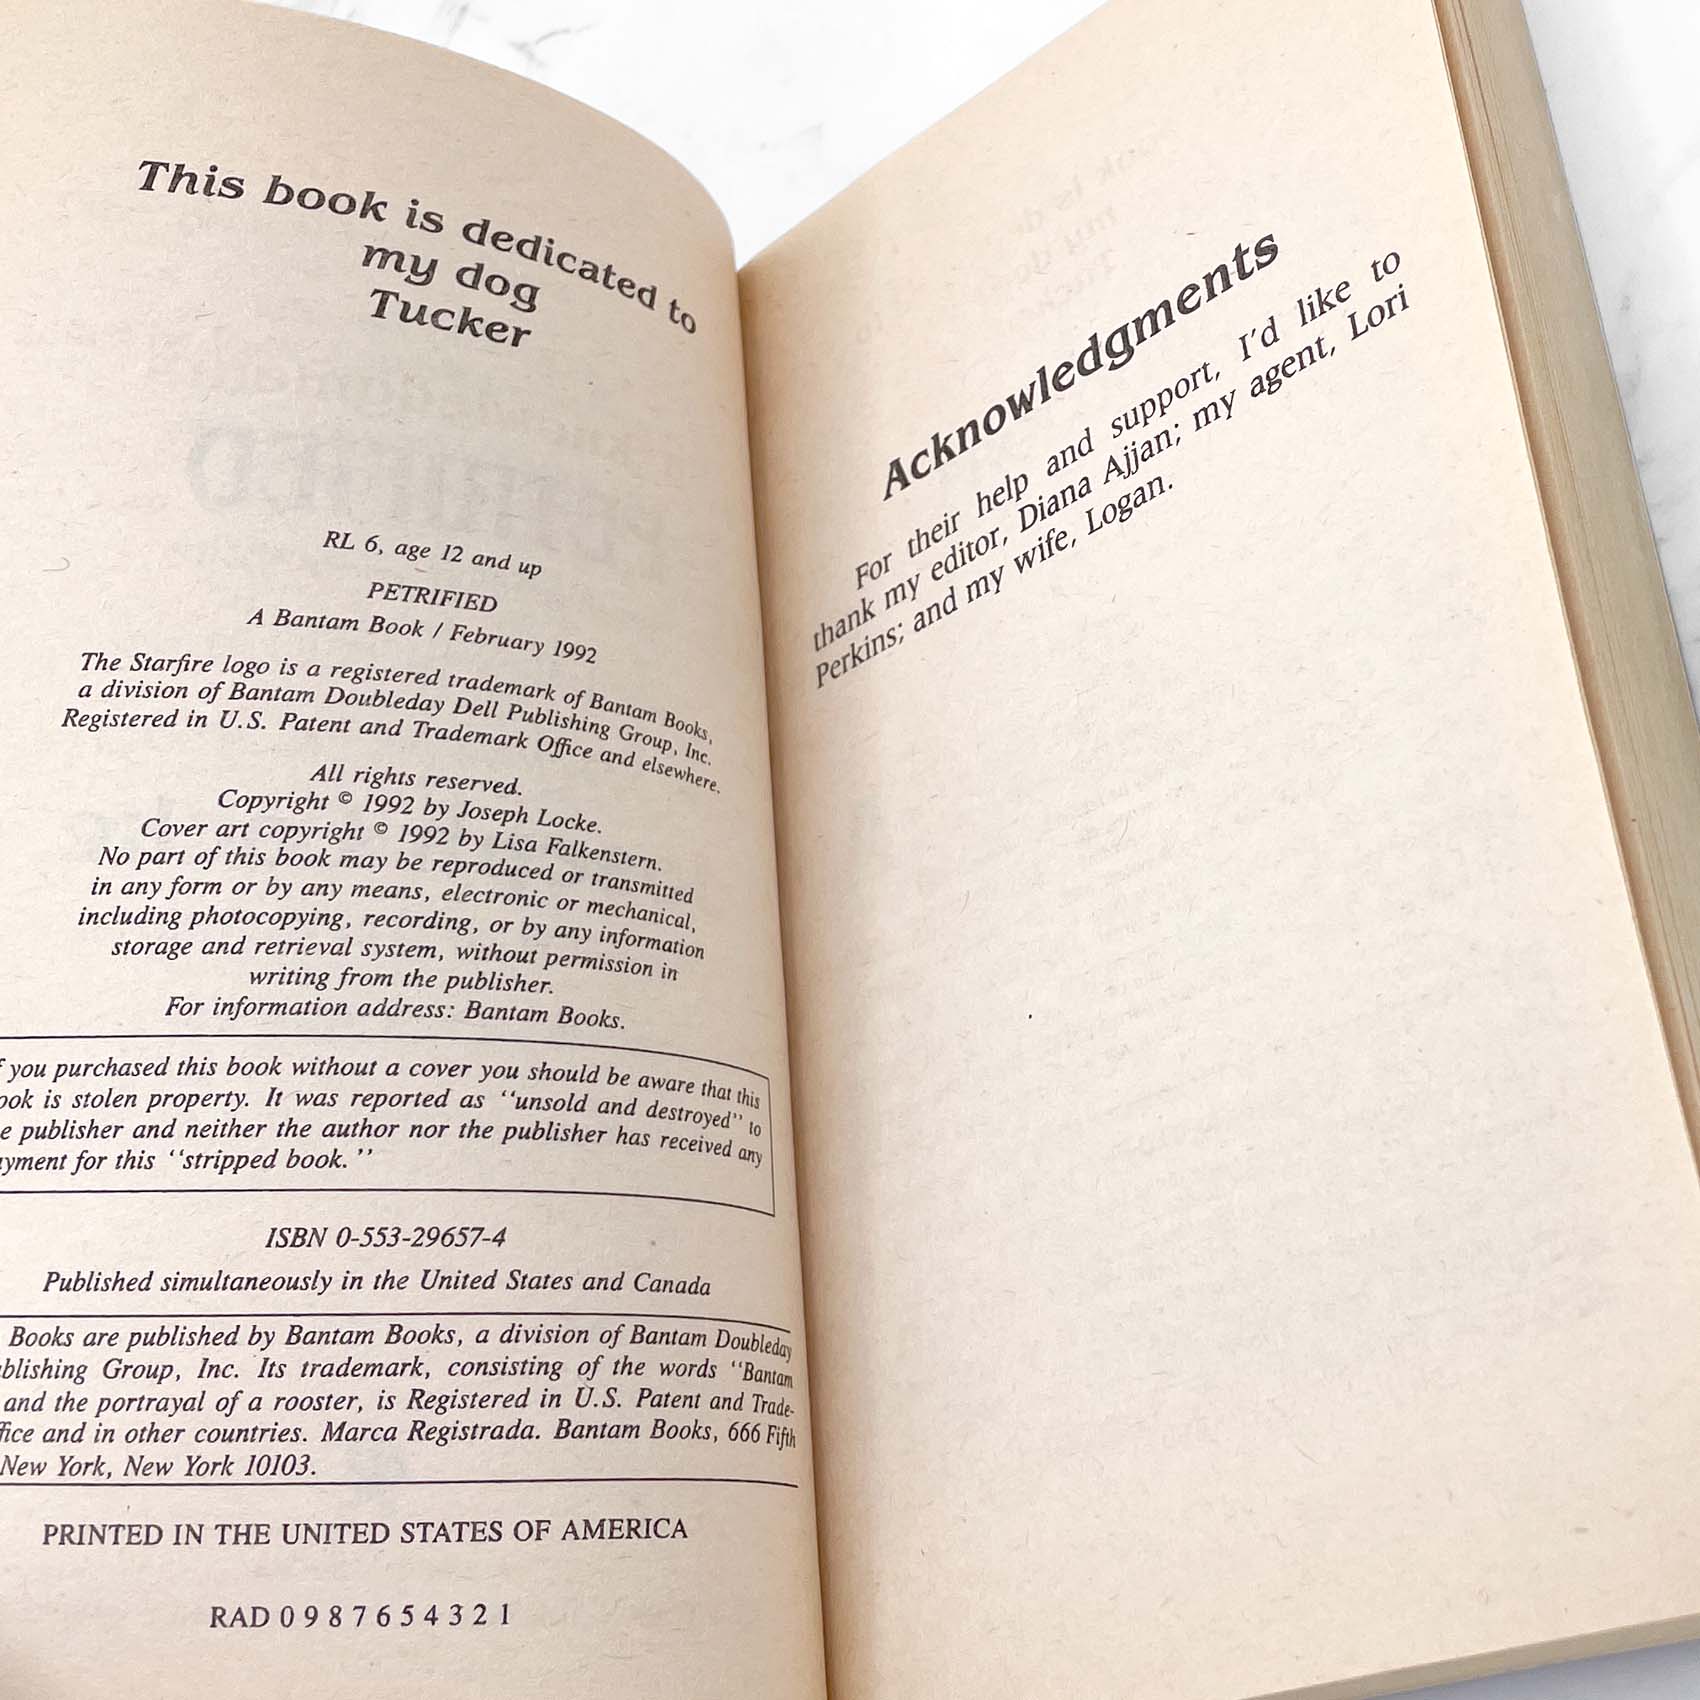 This book is dedicated to
my dog
Tucker
RL 6, age 12 and up
PETRIFIED
A Bantam Book / February 1992
The Starfire logo is a registered trademark of Bantam Books,
a division of Bantam Doubleday Dell Publishing Group, Inc.
Registered in U.S. Patent and Trademark Office and elsewhere.
All rights reserved.
Copyright © 1992 by Joseph Locke.
Cover art copyright © 1992 by Lisa Falkenstern.
No part of this book may be reproduced or transmitted
in any form or by any means, electronic or mechanical,
including photocopying, recording, or by any information
storage and retrieval system, without permission in
writing from the publisher.
For information address: Bantam Books.
you purchased this book without a cover you should be aware that this
ook is stolen property. It was reported as ‘‘unsold and destroyed’’ to
e publisher and neither the author nor the publisher has received any
yment for this ‘‘stripped book.’’
ISBN 0-553-29657-4
Published simultaneously in the United States and Canada
Books are published by Bantam Books, a division of Bantam Doubleday
blishing Group, Inc. Its trademark, consisting of the words ‘‘Bantam
and the portrayal of a rooster, is Registered in U.S. Patent and Trade-
fice and in other countries. Marca Registrada. Bantam Books, 666 Fifth
New York, New York 10103.
PRINTED IN THE UNITED STATES OF AMERICA
RAD 0 9 8 7 6 5 4 3 2 1
Acknowledgments
For their help and support, I'd like to
thank my editor, Diana Ajjan; my agent, Lori
Perkins; and my wife, Logan.